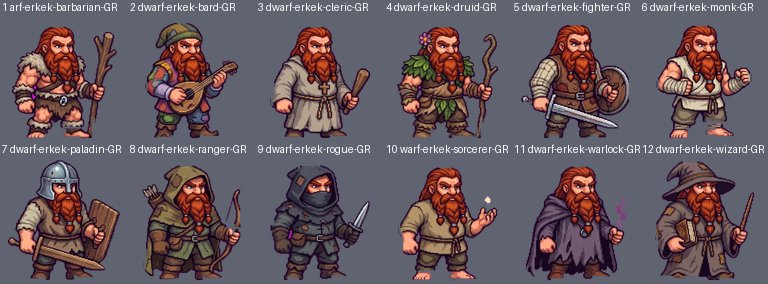 1 arf-erkek-barbarian-GR
2 dwarf-erkek-bard-GR
3 dwarf-erkek-cleric-GR
4 dwarf-erkek-druid-GR
5 dwarf-erkek-fighter-GR
6 dwarf-erkek-monk-GR
7 dwarf-erkek-paladin-GR
8 dwarf-erkek-ranger-GR
9 dwarf-erkek-rogue-GR
10 warf-erkek-sorcerer-GR
11 dwarf-erkek-warlock-GR
12 dwarf-erkek-wizard-GR